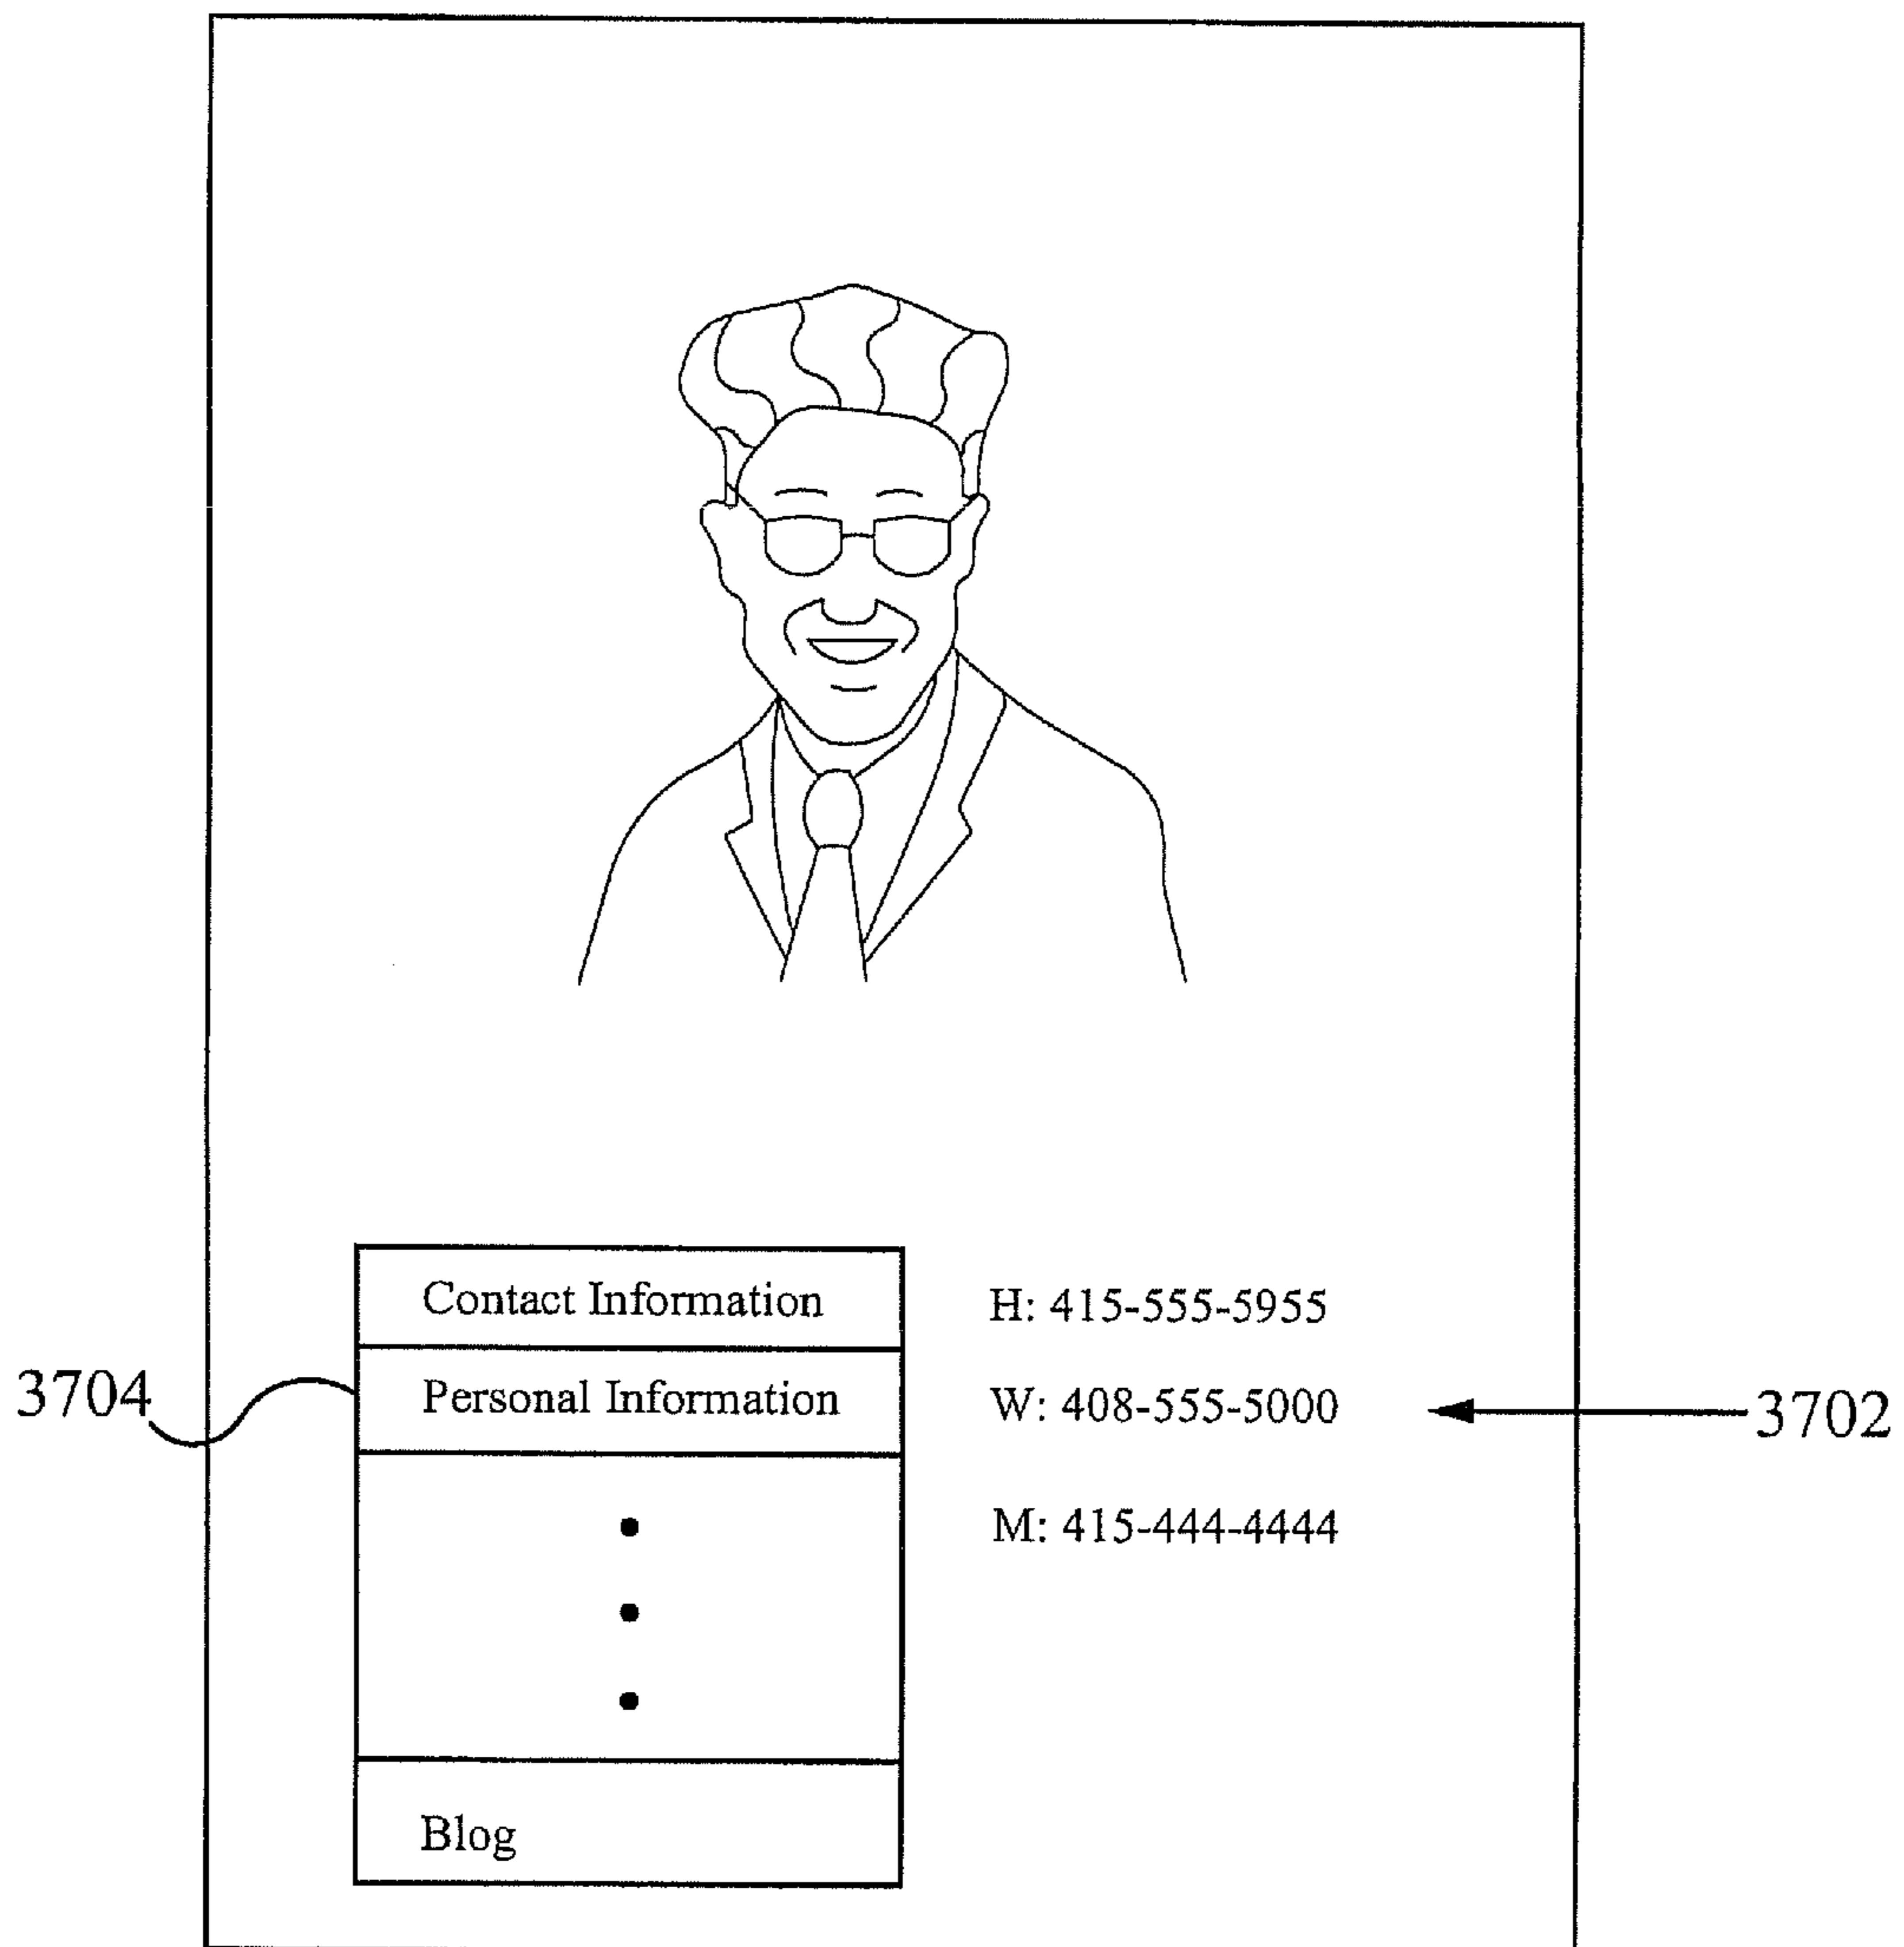 Contact Information
H: 415-555-5955
3704
Personal Information
W: 408-555-5000
3702
M: 415-444-4444
Blog